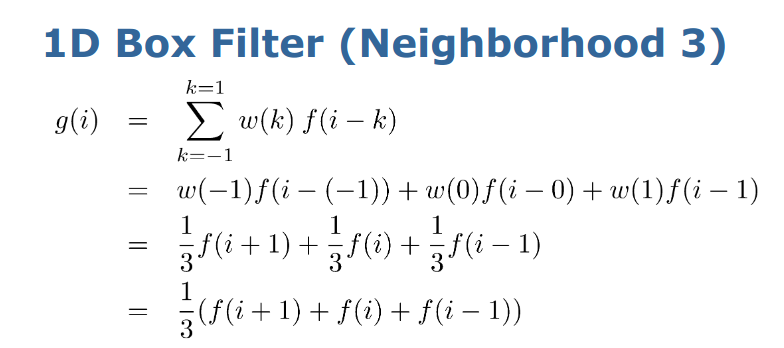 1D Box Filter (Neighborhood 3)
g(i) = \sum_{k=-1}^{k=1} w(k) f(i − k)
= w(−1)f(i − (−1)) + w(0)f(i − 0) + w(1)f(i − 1)
= \frac{1}{3}f(i + 1) + \frac{1}{3}f(i) + \frac{1}{3}f(i − 1)
= \frac{1}{3}(f(i + 1) + f(i) + f(i − 1))